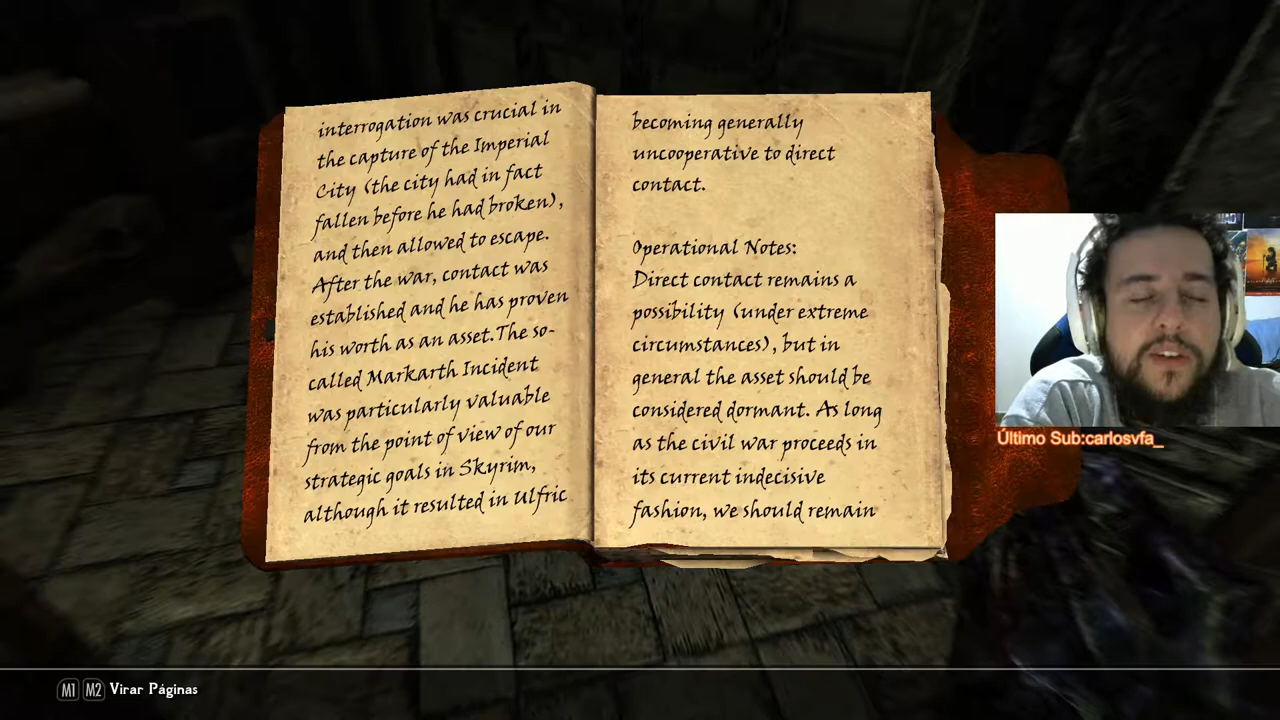 interrogation was crucial in
the capture of the Imperial
City (the city had in fact
fallen before he had broken),
and then allowed to escape.
After the war, contact was
established and he has proven
his worth as an asset. The so-
called Markarth Incident
was particularly valuable
from the point of view of our
strategic goals in Skyrim,
although it resulted in Ulfric
becoming generally
uncooperative to direct
contact.
Operational Notes:
Direct contact remains a
possibility (under extreme
circumstances), but in
general the asset should be
considered dormant. As long
as the civil war proceeds in
its current indecisive
fashion, we should remain
Último Sub:carlosvfa_
M1 M2 Virar Páginas